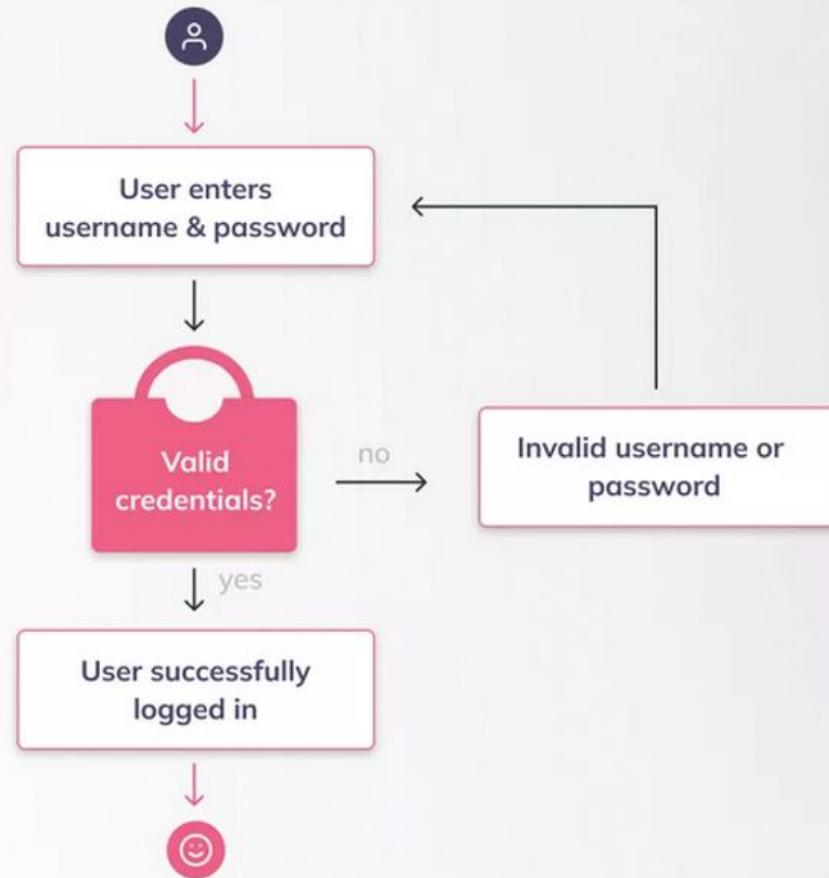 User enters
username & password
Valid
credentials?
no
Invalid username or
password
yes
User successfully
logged in